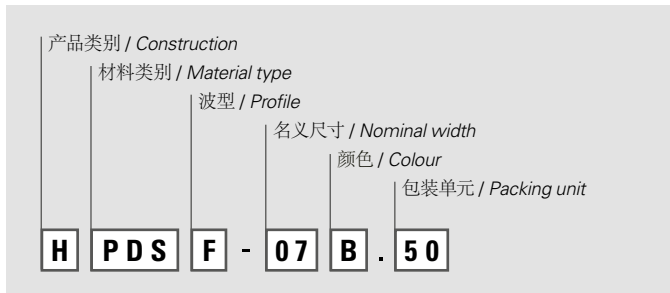 产品类别 / Construction
材料类别 / Material type
波型 / Profile
名义尺寸 / Nominal width
颜色 / Colour
包装单元 / Packing unit
H PDS F - 07 B . 50